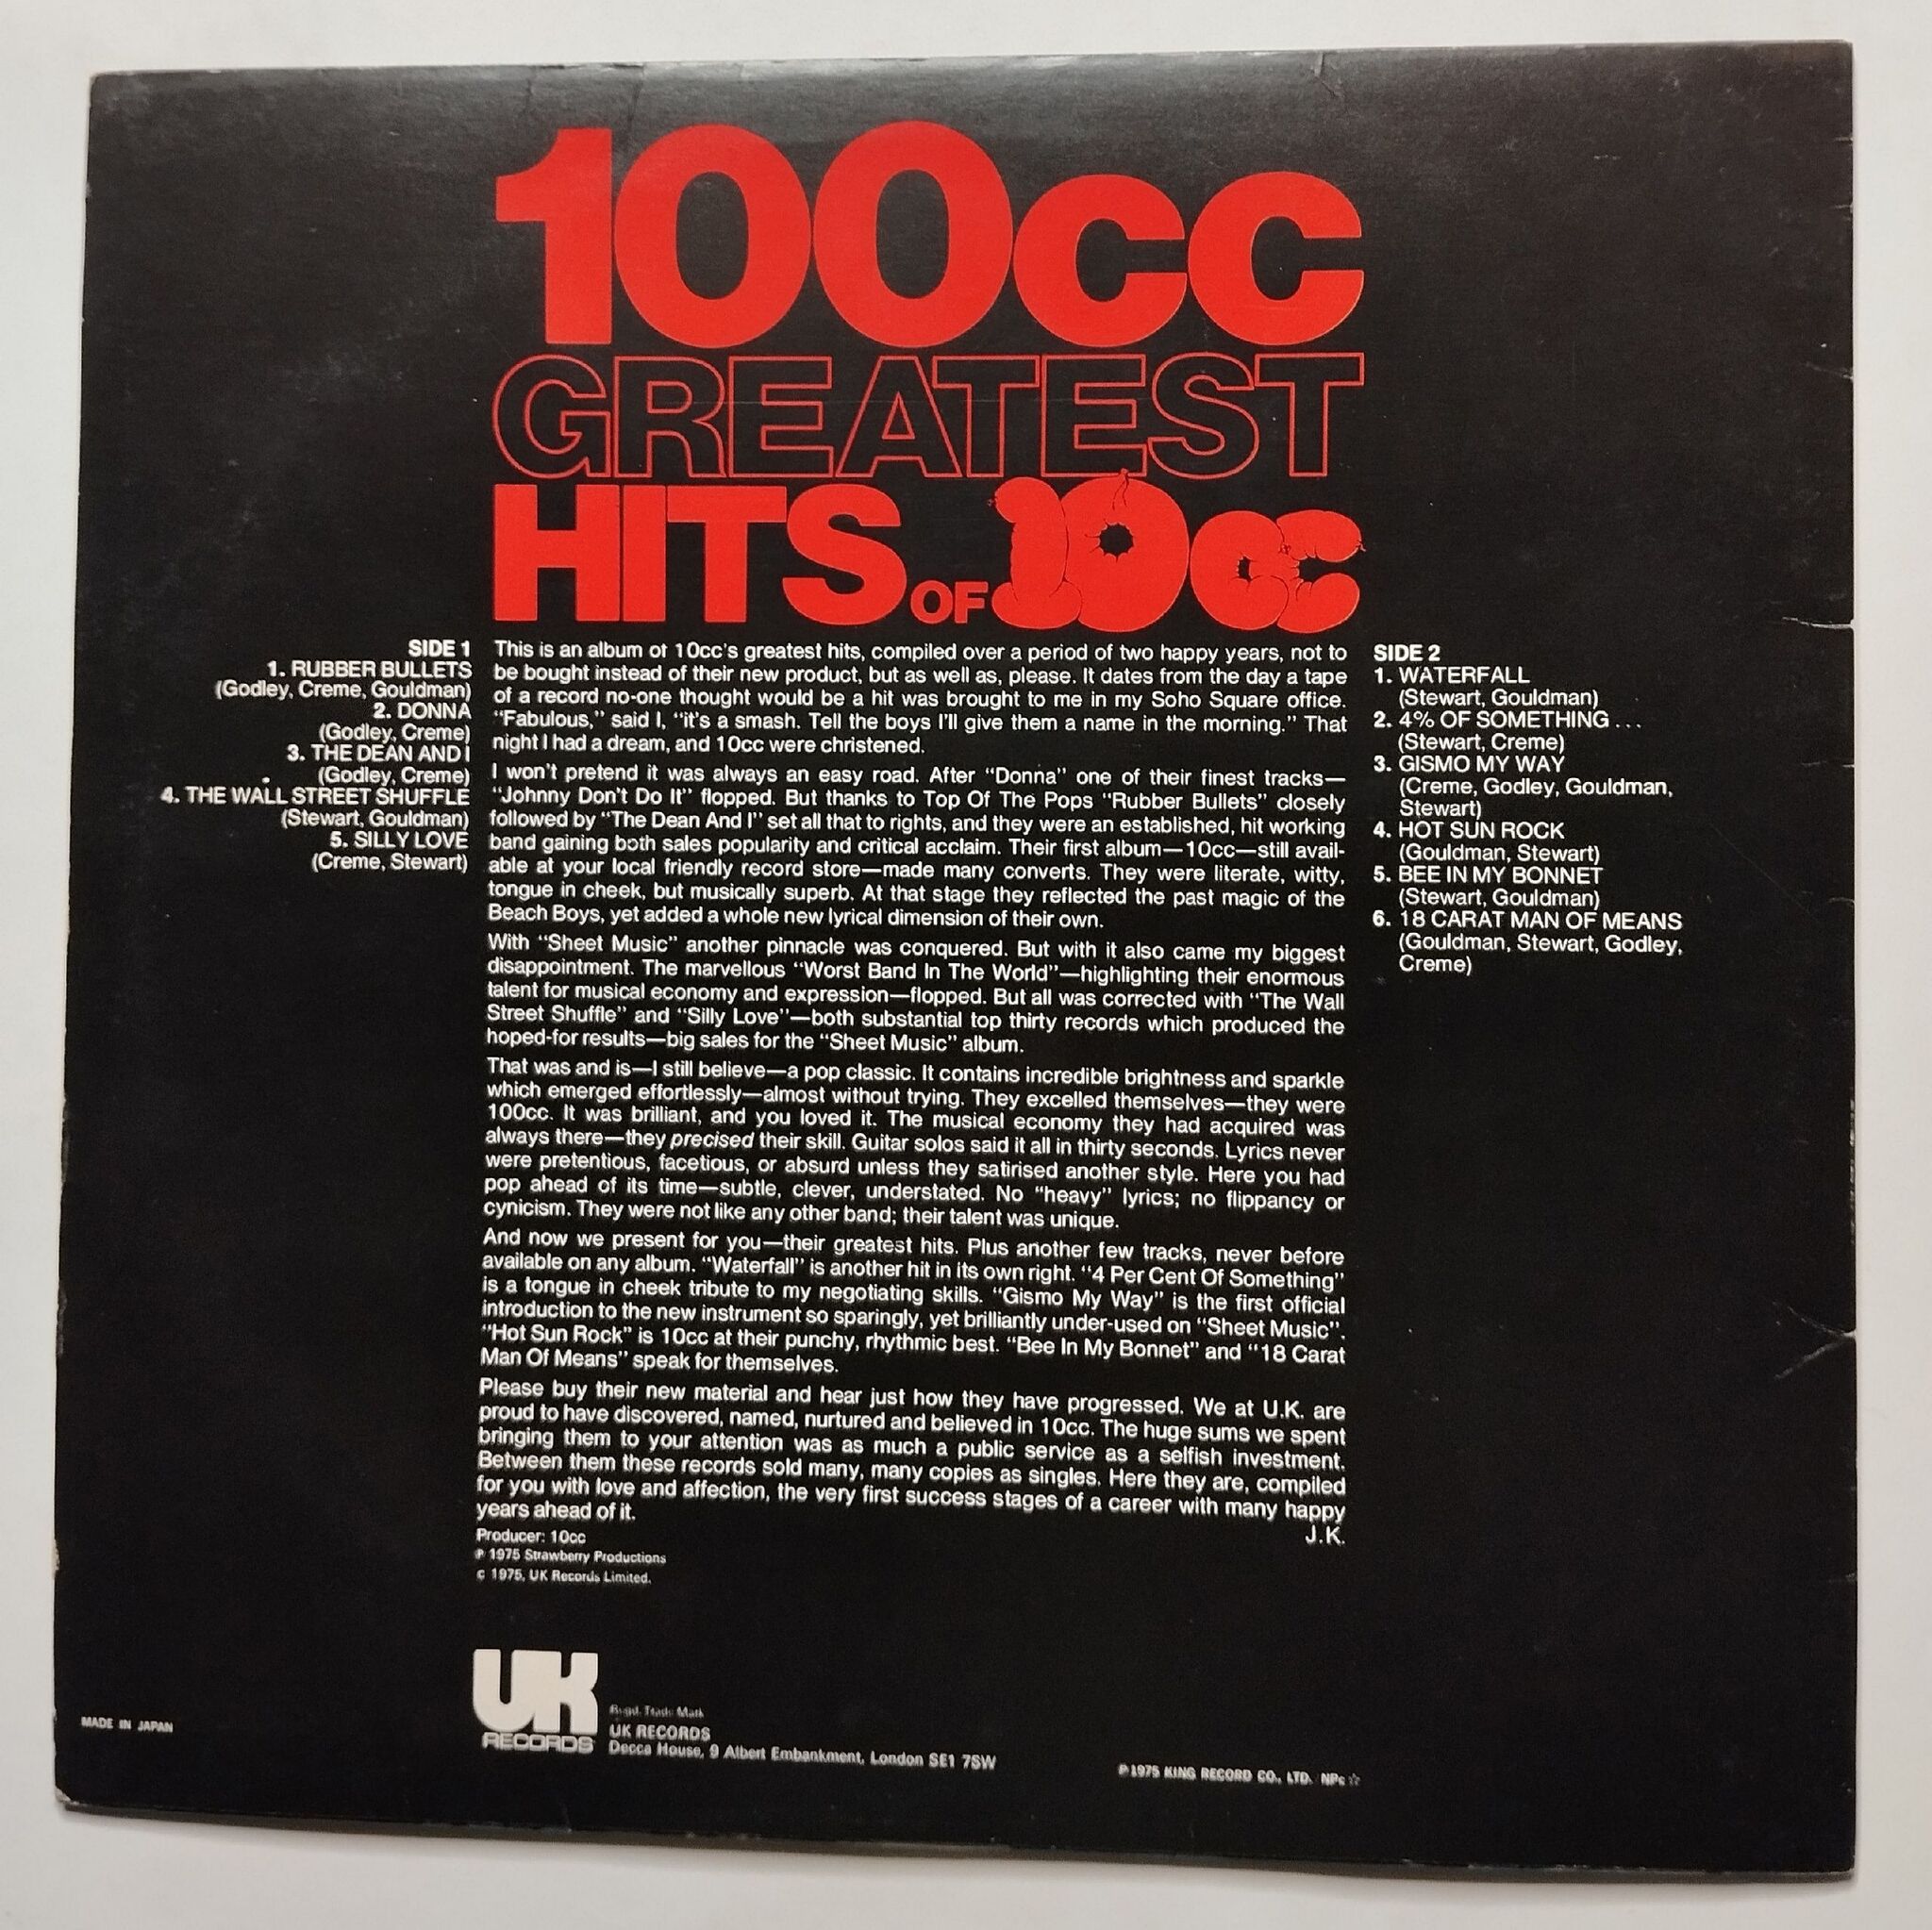 100cc
GREATEST
HITS OF 10cc
SIDE 1
1. RUBBER BULLETS
(Godley, Creme, Gouldman)
2. DONNA
(Godley, Creme)
3. THE DEAN AND I
(Godley, Creme)
4. THE WALL STREET SHUFFLE
(Stewart, Gouldman)
5. SILLY LOVE
(Creme, Stewart)
This is an album of 10cc's greatest hits, compiled over a period of two happy years, not to
be bought instead of their new product, but as well as, please. It dates from the day a tape
of a record no-one thought would be a hit was brought to me in my Soho Square office.
“Fabulous,” said I, “it's a smash. Tell the boys I'll give them a name in the morning.” That
night I had a dream, and 10cc were christened.
I won't pretend it was always an easy road. After “Donna” one of their finest tracks—
“Johnny Don't Do It” flopped. But thanks to Top Of The Pops “Rubber Bullets” closely
followed by “The Dean And I” set all that to rights, and they were an established, hit working
band gaining both sales popularity and critical acclaim. Their first album—10cc—still avail-
able at your local friendly record store—made many converts. They were literate, witty,
tongue in cheek, but musically superb. At that stage they reflected the past magic of the
Beach Boys, yet added a whole new lyrical dimension of their own.
With “Sheet Music” another pinnacle was conquered. But with it also came my biggest
disappointment. The marvellous “Worst Band In The World”—highlighting their enormous
talent for musical economy and expression—flopped. But all was corrected with “The Wall
Street Shuffle” and “Silly Love”—both substantial top thirty records which produced the
hoped-for results—big sales for the “Sheet Music” album.
That was and is—I still believe—a pop classic. It contains incredible brightness and sparkle
which emerged effortlessly—almost without trying. They excelled themselves—they were
100cc. It was brilliant, and you loved it. The musical economy they had acquired was
always there—they precised their skill. Guitar solos said it all in thirty seconds. Lyrics never
were pretentious, facetious, or absurd unless they satirised another style. Here you had
pop ahead of its time—subtle, clever, understated. No “heavy” lyrics; no flippancy or
cynicism. They were not like any other band; their talent was unique.
And now we present for you—their greatest hits. Plus another few tracks, never before
available on any album. “Waterfall” is another hit in its own right. “4 Per Cent Of Something”
is a tongue in cheek tribute to my negotiating skills. “Gismo My Way” is the first official
introduction to the new instrument so sparingly, yet brilliantly under-used on “Sheet Music”.
“Hot Sun Rock” is 10cc at their punchy, rhythmic best. “Bee In My Bonnet” and “18 Carat
Man Of Means” speak for themselves.
Please buy their new material and hear just how they have progressed. We at U.K. are
proud to have discovered, named, nurtured and believed in 10cc. The huge sums we spent
bringing them to your attention was as much a public service as a selfish investment.
Between them these records sold many, many copies as singles. Here they are, compiled
for you with love and affection, the very first success stages of a career with many happy
years ahead of it.
J.K.
Producer: 10cc
℗ 1975 Strawberry Productions
c 1975, UK Records Limited.
SIDE 2
1. WATERFALL
(Stewart, Gouldman)
2. 4% OF SOMETHING ...
(Stewart, Creme)
3. GISMO MY WAY
(Creme, Godley, Gouldman,
Stewart)
4. HOT SUN ROCK
(Gouldman, Stewart)
5. BEE IN MY BONNET
(Stewart, Gouldman)
6. 18 CARAT MAN OF MEANS
(Gouldman, Stewart, Godley,
Creme)
UK
RECORDS
Regd. Trade Mark
UK RECORDS
Decca House, 9 Albert Embankment, London SE1 7SW
MADE IN JAPAN
℗ 1975 KING RECORD CO., LTD. NPc ☆